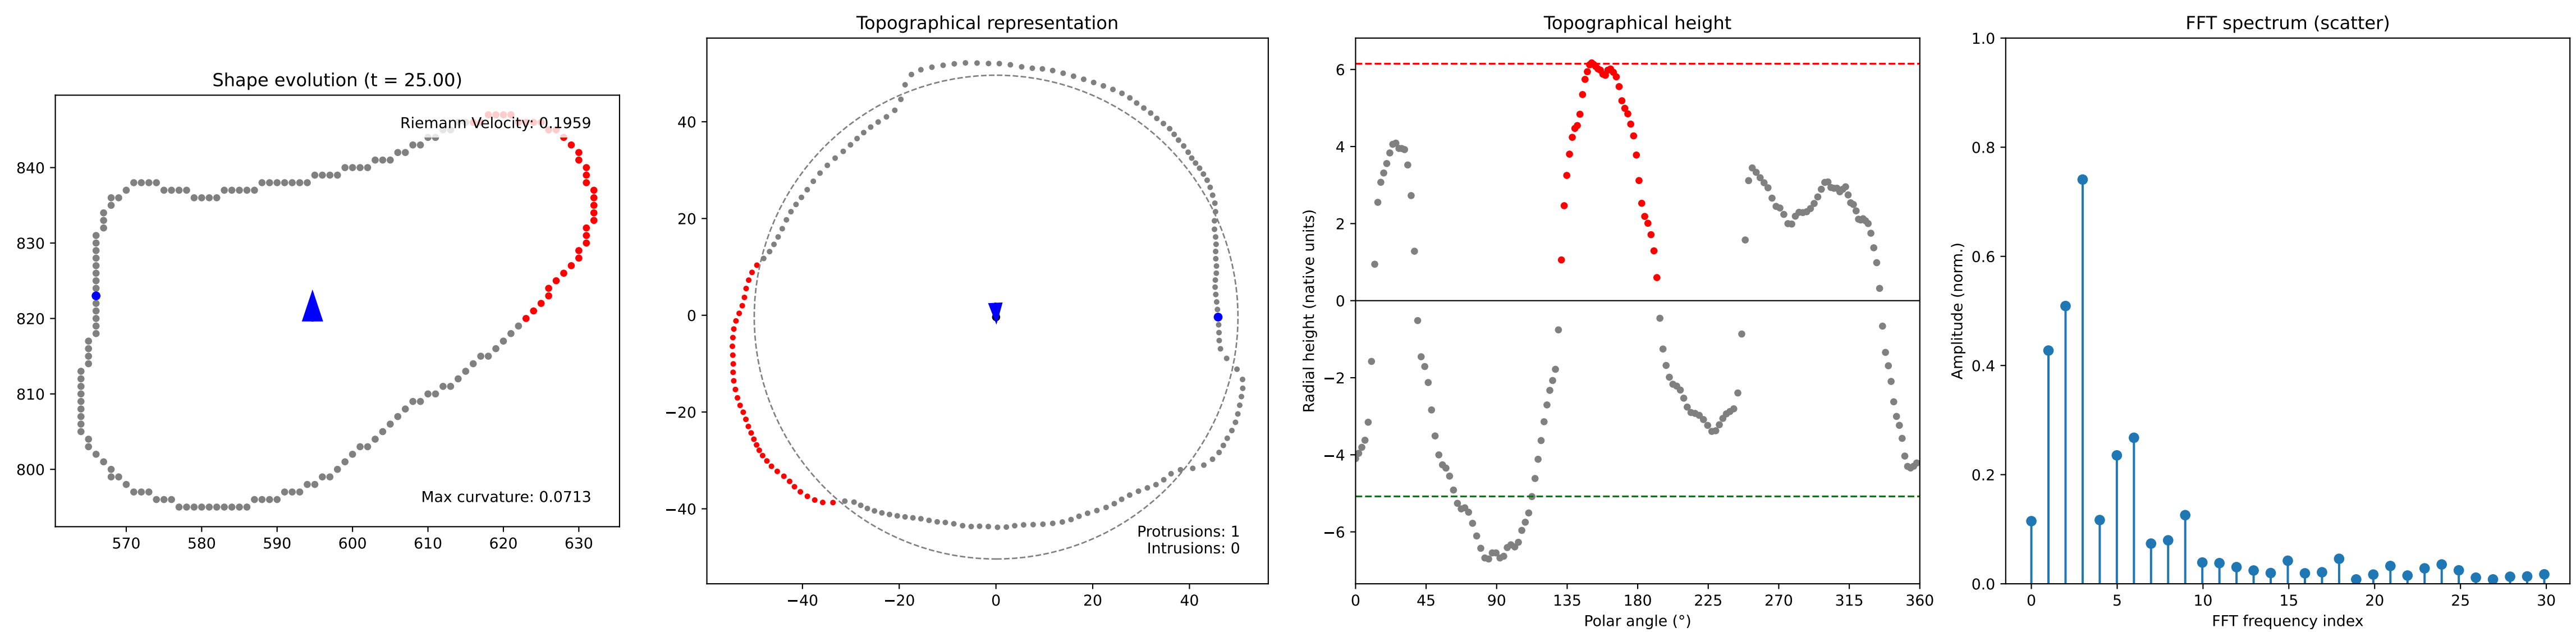 Shape evolution (t = 25.00)
Riemann Velocity: 0.1959
Max curvature: 0.0713
840
830
820
810
800
570 580 590 600 610 620 630
Topographical representation
40
20
0
−20
−40
Protrusions: 1
Intrusions: 0
−40 −20 0 20 40
Topographical height
Radial height (native units)
6
4
2
0
−2
−4
−6
0 45 90 135 180 225 270 315 360
Polar angle (°)
FFT spectrum (scatter)
Amplitude (norm.)
1.0
0.8
0.6
0.4
0.2
0.0
0 5 10 15 20 25 30
FFT frequency index